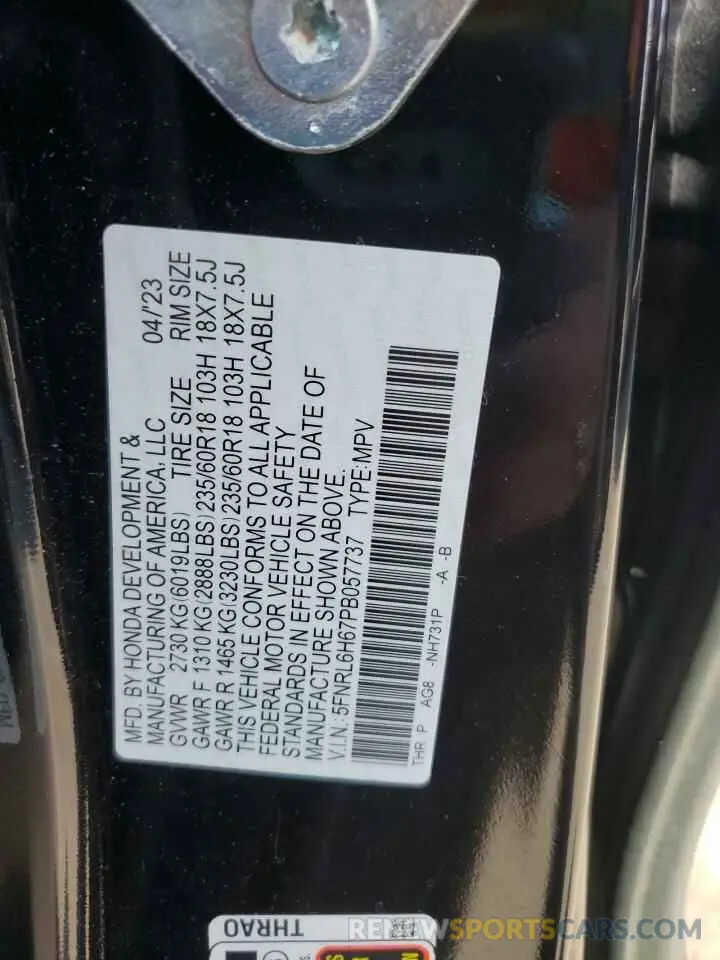 MFD. BY HONDA DEVELOPMENT &
MANUFACTURING OF AMERICA, LLC 04/'23
GVWR 2730 KG(6019LBS) TIRE SIZE RIM SIZE
GAWR F 1310 KG(2888LBS)235/60R18 103H 18X7.5J
GAWR R 1465 KG(3230LBS)235/60R18 103H 18X7.5J
THIS VEHICLE CONFORMS TO ALL APPLICABLE
FEDERAL MOTOR VEHICLE SAFETY
STANDARDS IN EFFECT ON THE DATE OF
MANUFACTURE SHOWN ABOVE.
V.I.N.: 5FNRL6H67PB057737 TYPE:MPV
THR P AG8 -NH731P -A -B
THRA0
RENEWSPORTSCARS.COM